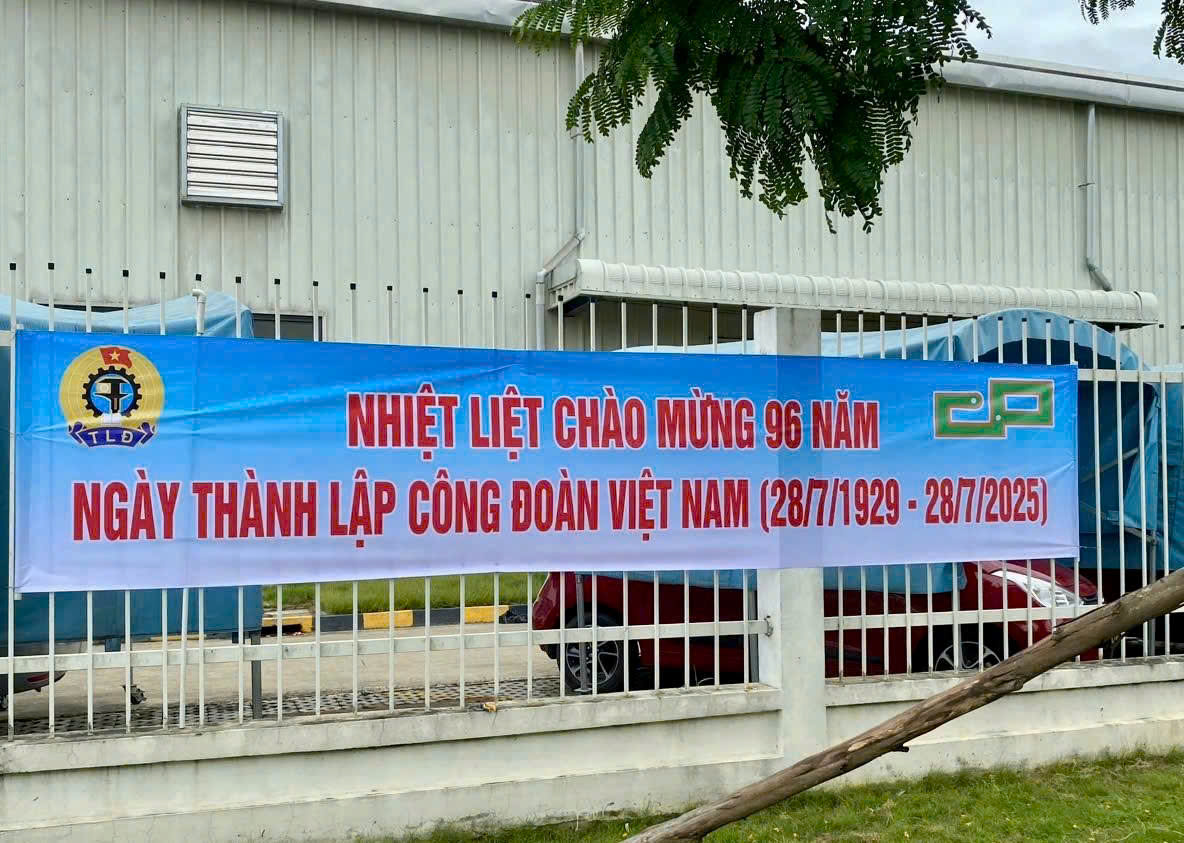 TLĐ
NHIỆT LIỆT CHÀO MỪNG 96 NĂM
NGÀY THÀNH LẬP CÔNG ĐOÀN VIỆT NAM (28/7/1929 - 28/7/2025)